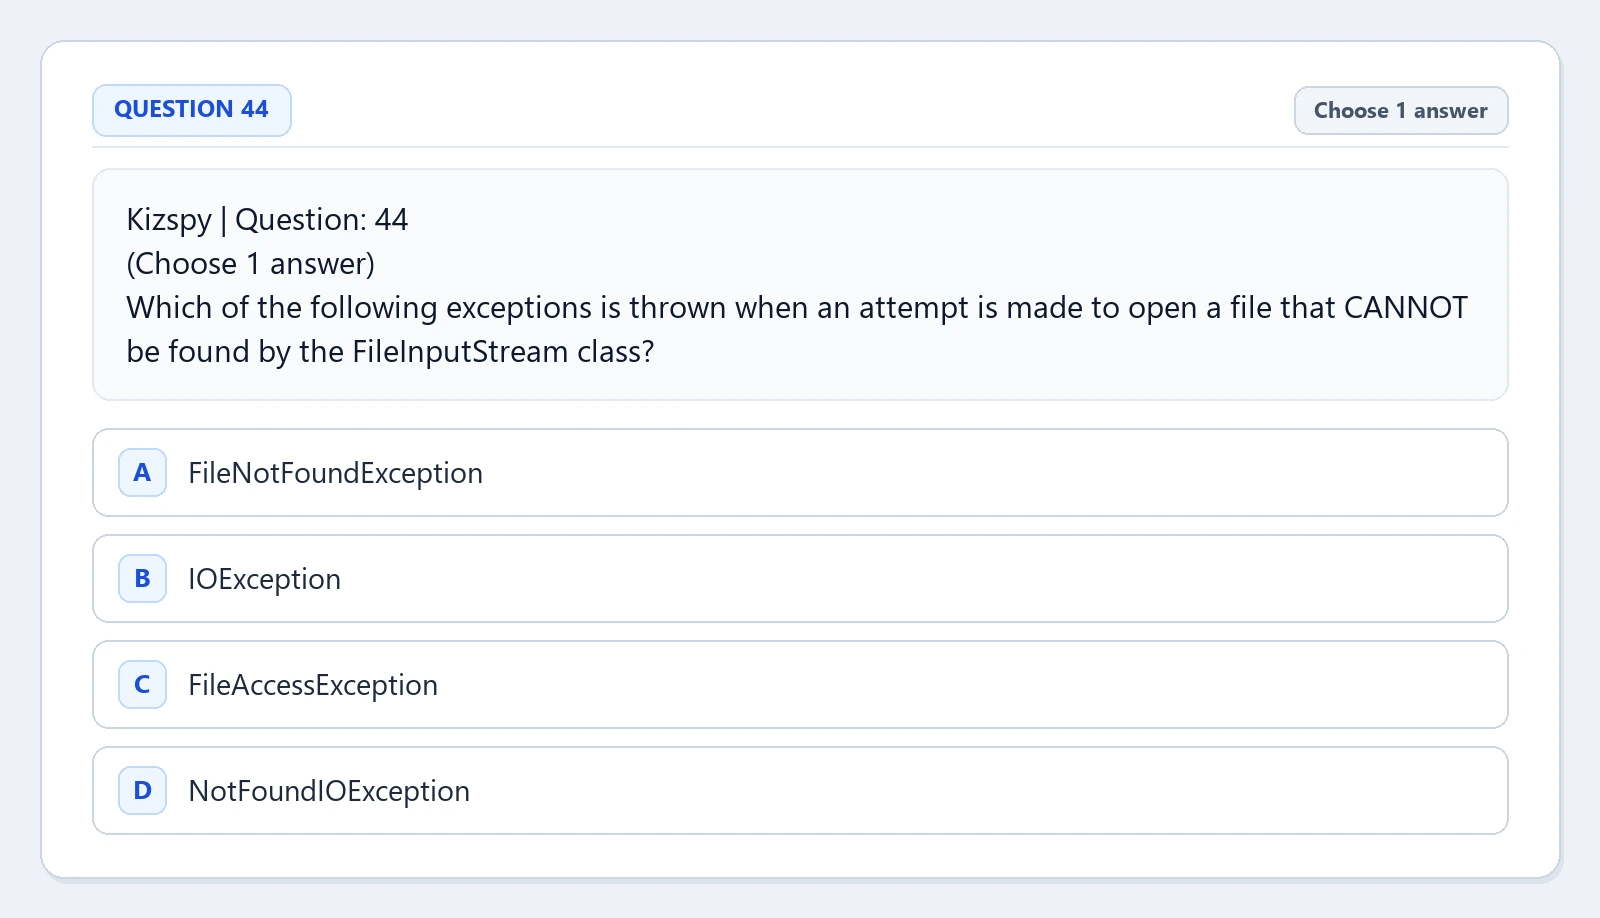 QUESTION 44
Choose 1 answer
Kizspy | Question: 44
(Choose 1 answer)
Which of the following exceptions is thrown when an attempt is made to open a file that CANNOT
be found by the FileInputStream class?
A FileNotFoundException
B IOException
C FileAccessException
D NotFoundIOException